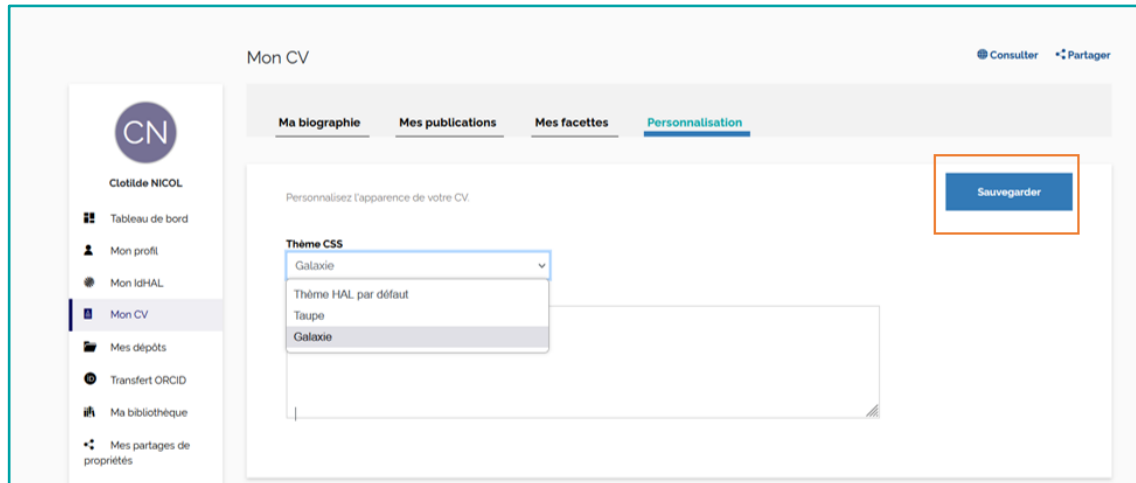 Mon CV
Consulter
Partager
CN
Clotilde NICOL
Tableau de bord
Mon profil
Mon IdHAL
Mon CV
Mes dépôts
Transfert ORCID
Ma bibliothèque
Mes partages de
propriétés
Ma biographie
Mes publications
Mes facettes
Personnalisation
Personnalisez l'apparence de votre CV.
Sauvegarder
Thème CSS
Galaxie
Thème HAL par défaut
Taupe
Galaxie